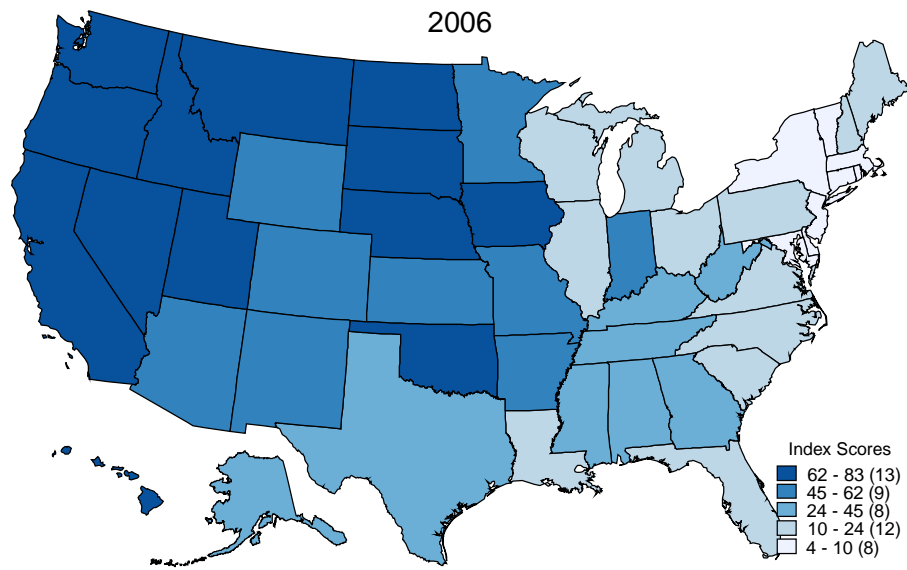 2006
Index Scores
62 - 83 (13)
45 - 62 (9)
24 - 45 (8)
10 - 24 (12)
4 - 10 (8)